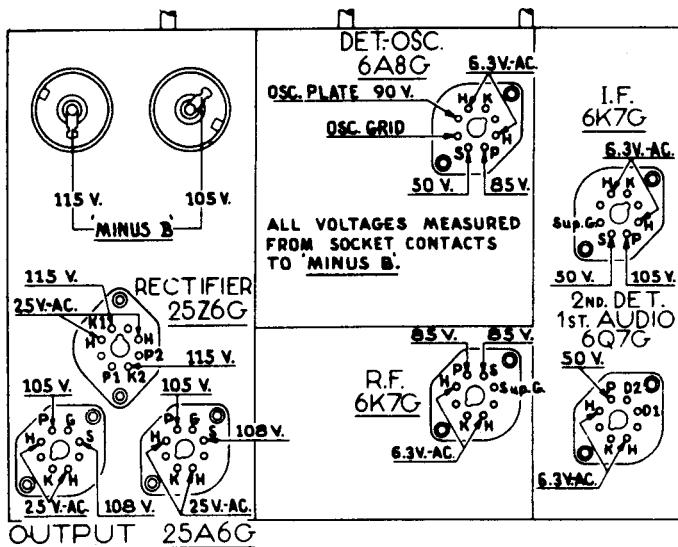 DET.-OSC.
6A8G
6.3V.-AC.
OSC. PLATE 90 V.
H K
OSC. GRID
H
S P
50 V. 85 V.
I.F.
6K7G
6.3V.-AC.
H K
Sup.G.
H
S P
50 V. 105 V.
115 V. 105 V.
'MINUS B'
ALL VOLTAGES MEASURED
FROM SOCKET CONTACTS
TO 'MINUS B'.
RECTIFIER
25Z6G
115 V.
25V.-AC.
K1
H H
P2
P1 K2
115 V.
2ND. DET.
1ST. AUDIO
6Q7G
50 V.
P D2
H D1
K H
6.3V.-AC.
R.F.
6K7G
85 V. 85 V.
P S
H Sup.G.
K H
6.3V.-AC.
105 V.
P G
H S
K H
25V.-AC. 108 V.
105 V.
P G
H S
108 V.
K H
25V.-AC.
OUTPUT 25A6G